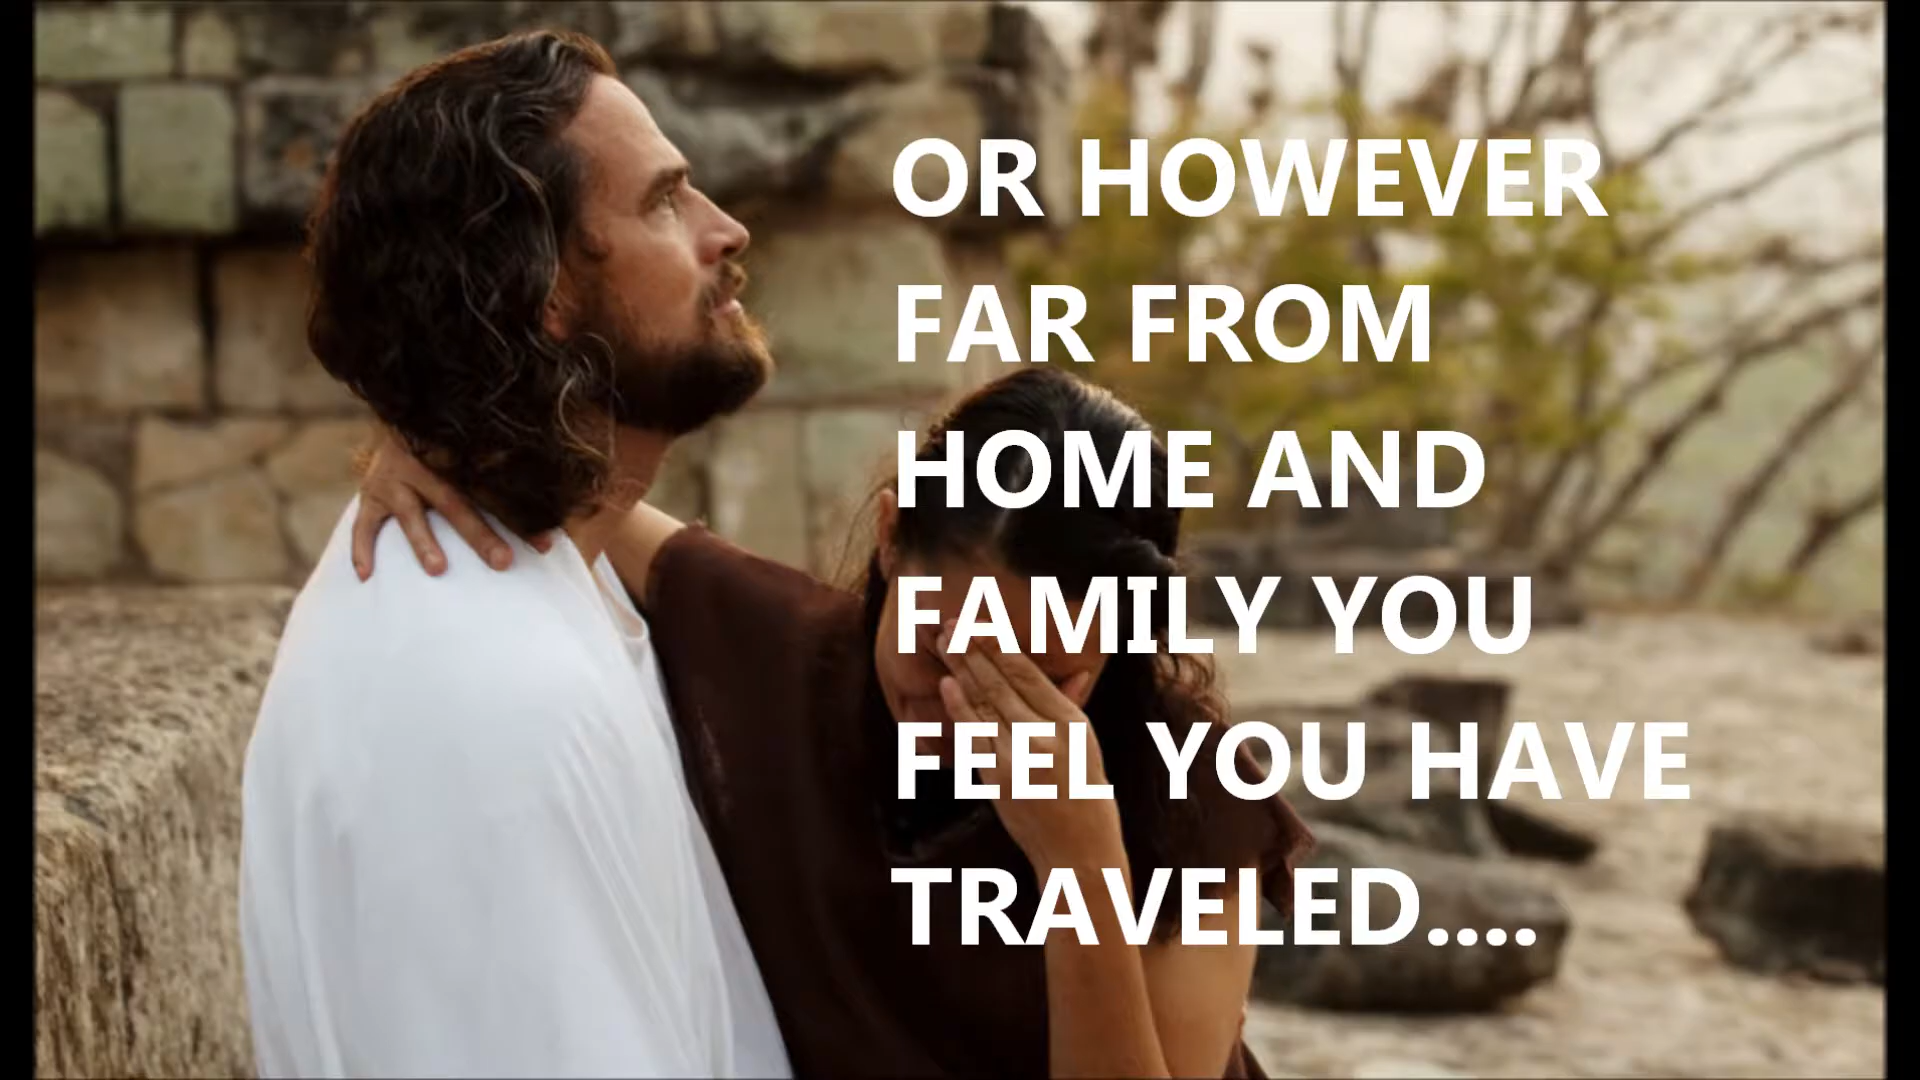 OR HOWEVER
FAR FROM
HOME AND
FAMILY YOU
FEEL YOU HAVE
TRAVELED....